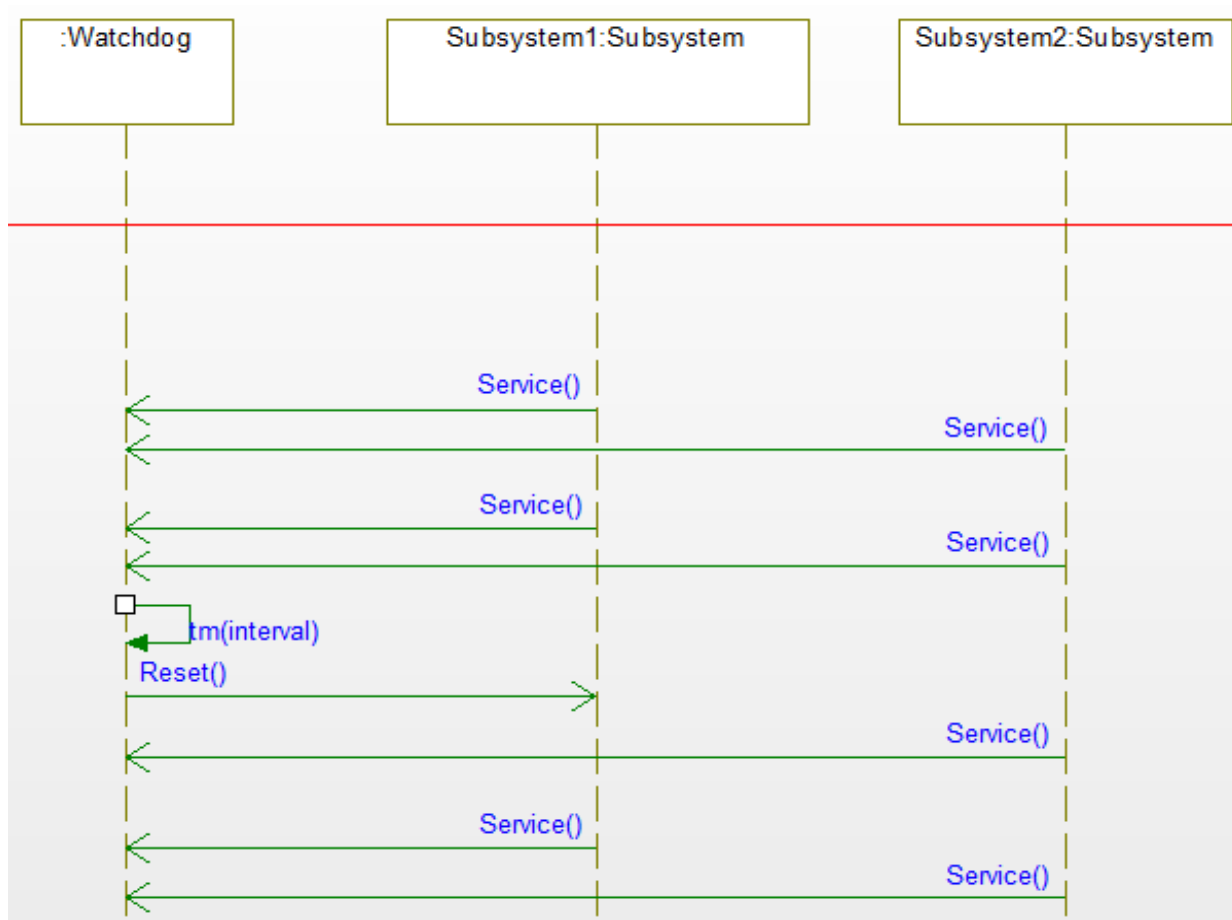 :Watchdog
Subsystem1:Subsystem
Subsystem2:Subsystem
Service()
Service()
Service()
Service()
tm(interval)
Reset()
Service()
Service()
Service()